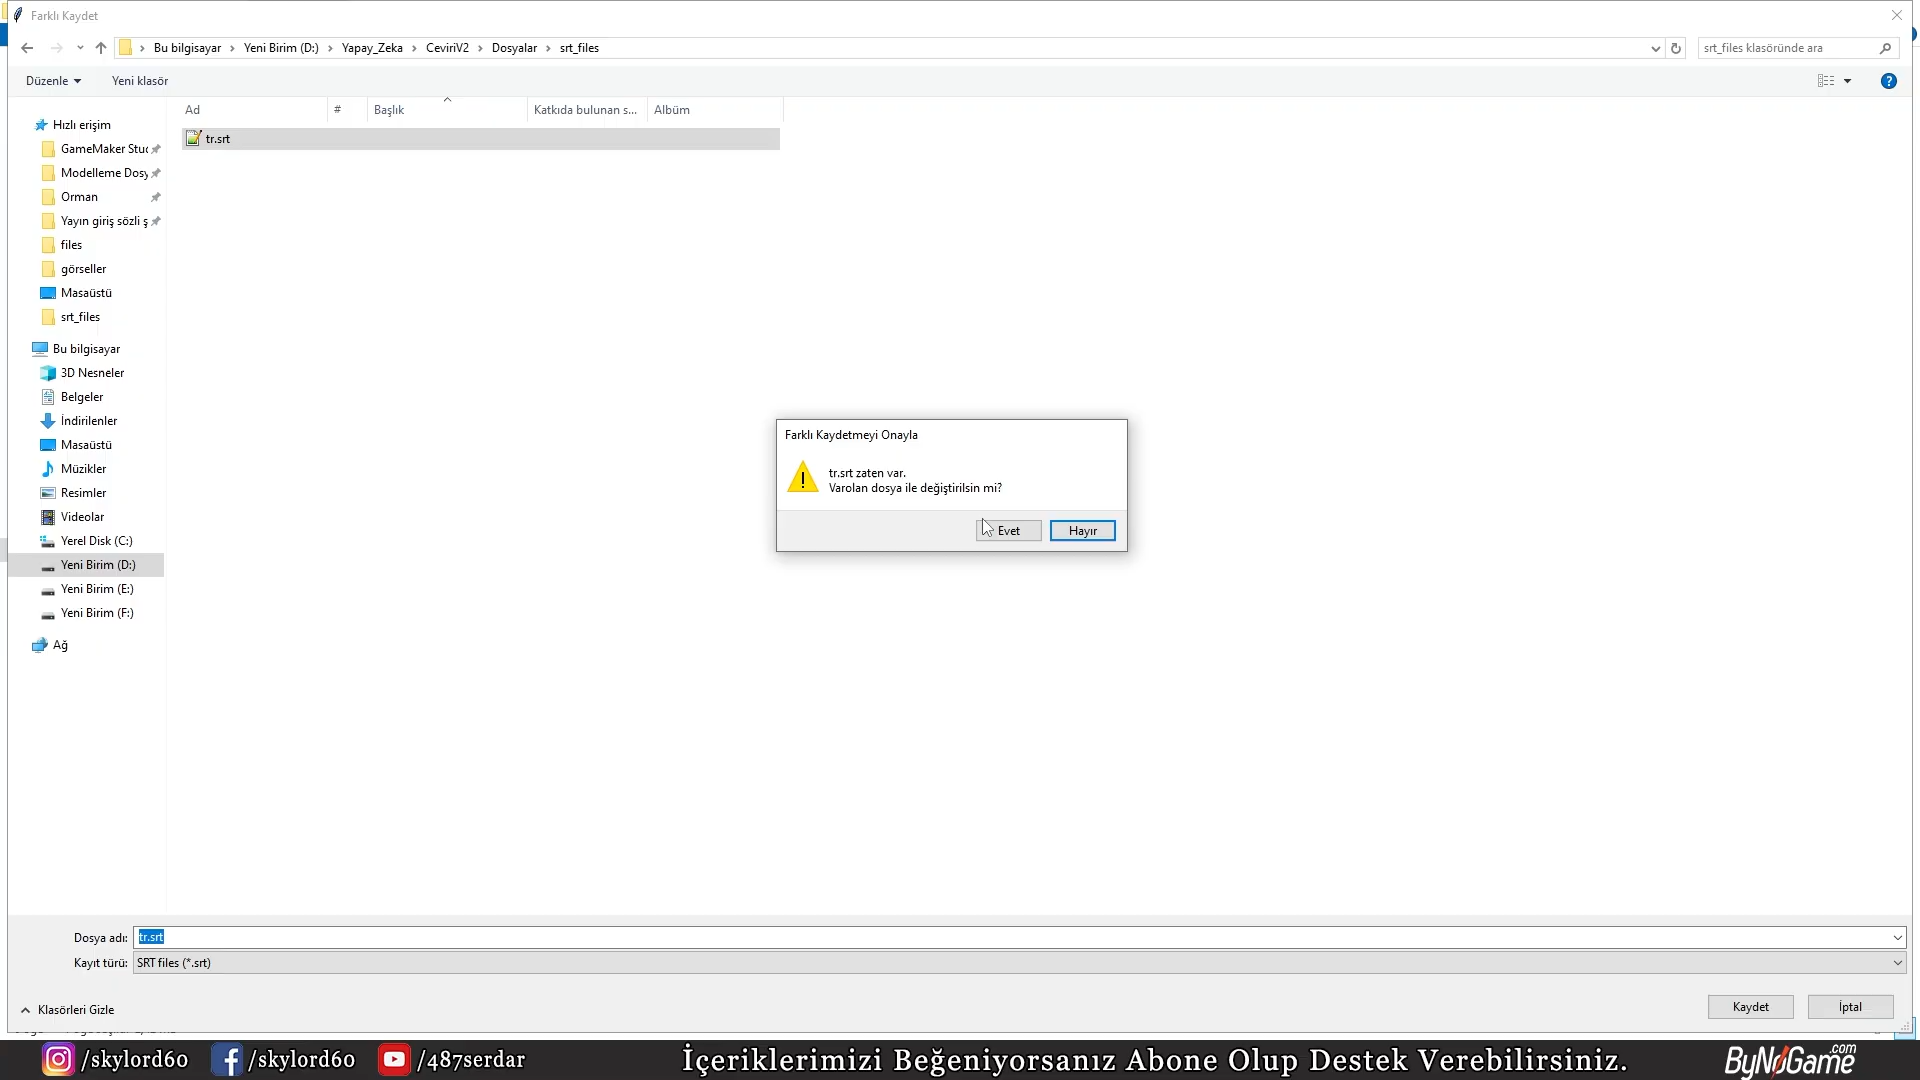 Farklı Kaydet
Bu bilgisayar > Yeni Birim (D:) > Yapay_Zeka > CeviriV2 > Dosyalar > srt_files
srt_files klasöründe ara
Düzenle
Yeni klasör
Ad
#
Başlık
Katkıda bulunan s...
Albüm
tr.srt
Hızlı erişim
GameMaker Stu
Modelleme Dosy
Orman
Yayın giriş sözli ş
files
görseller
Masaüstü
srt_files
Bu bilgisayar
3D Nesneler
Belgeler
İndirilenler
Masaüstü
Müzikler
Resimler
Videolar
Yerel Disk (C:)
Yeni Birim (D:)
Yeni Birim (E:)
Yeni Birim (F:)
Ağ
Farklı Kaydetmeyi Onayla
tr.srt zaten var.
Varolan dosya ile değiştirilsin mi?
Evet
Hayır
Dosya adı: tr.srt
Kayıt türü: SRT files (*.srt)
Klasörleri Gizle
Kaydet
İptal
/skylord60
/skylord60
/487serdar
İçeriklerimizi Beğeniyorsanız Abone Olup Destek Verebilirsiniz.
ByNoGame.com